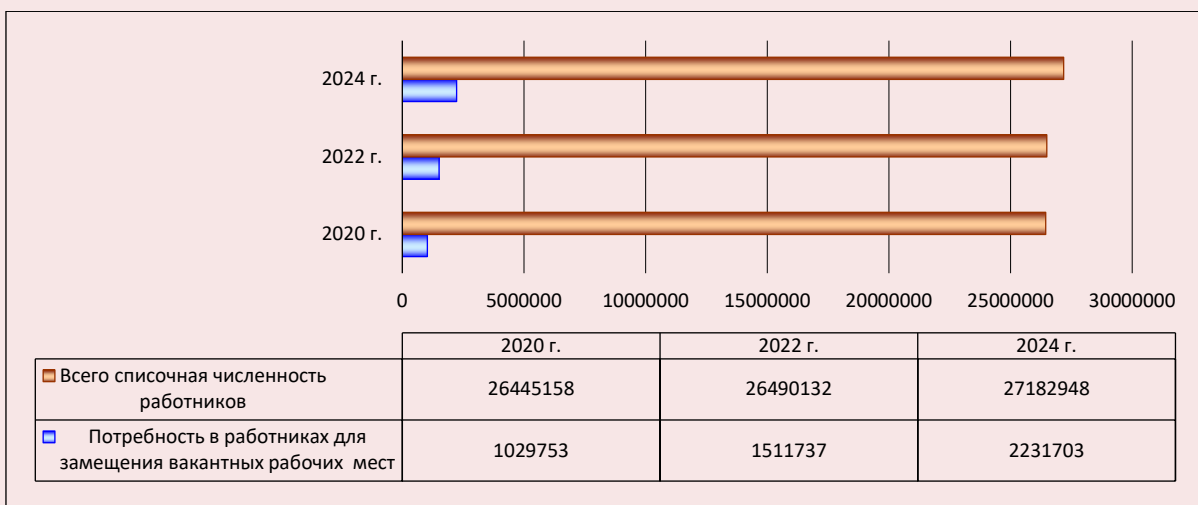 2024 г.
2022 г.
2020 г.
0 5000000 10000000 15000000 20000000 25000000 30000000
2020 г. 2022 г. 2024 г.
Всего списочная численность
работников
26445158 26490132 27182948
Потребность в работниках для
замещения вакантных рабочих мест
1029753 1511737 2231703